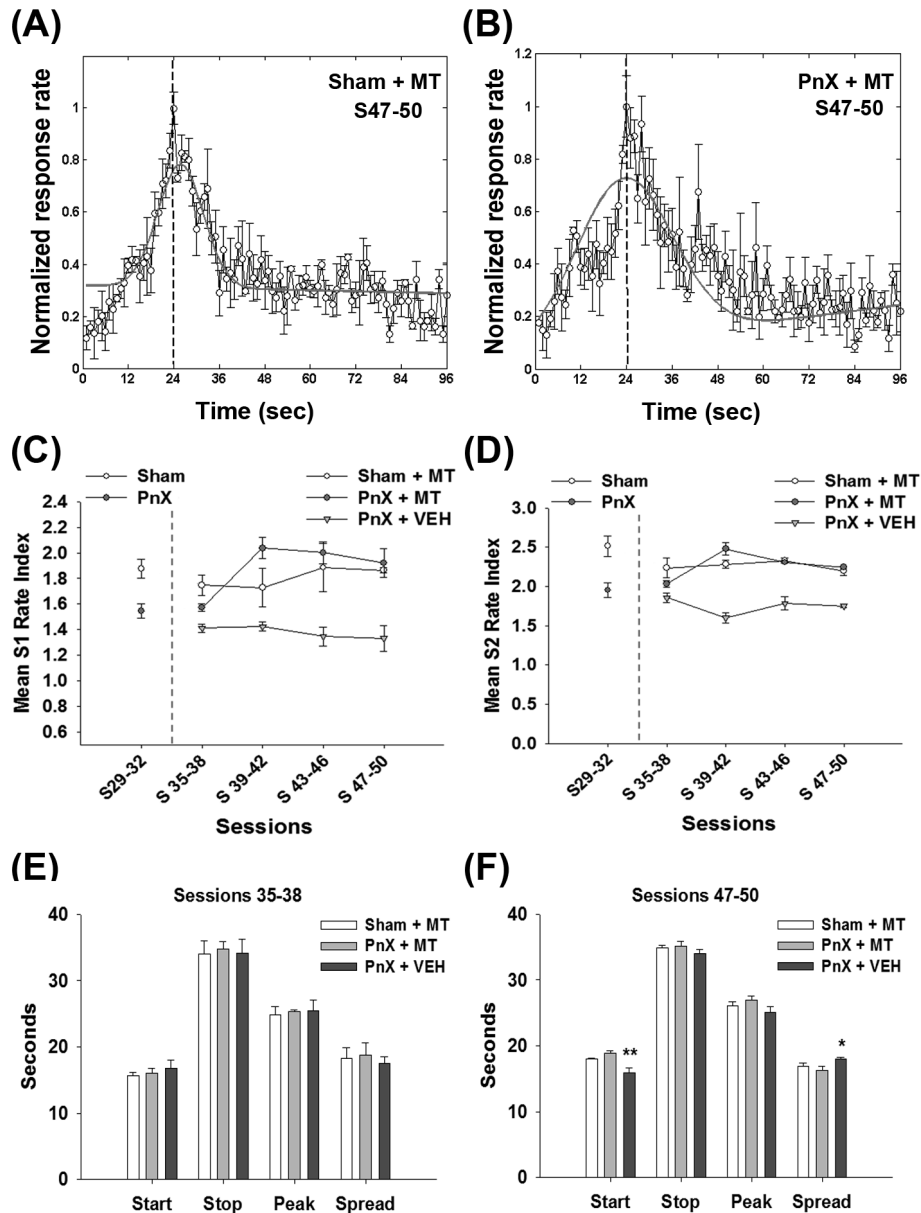 (A)
Normalized response rate
1.2
1
0.8
0.6
0.4
0.2
0
Sham + MT
S47-50
0 12 24 36 48 60 72 84 96
Time (sec)
(B)
Normalized response rate
1.2
1
0.8
0.6
0.4
0.2
0
PnX + MT
S47-50
0 12 24 36 48 60 72 84 96
Time (sec)
(C)
Sham
PnX
Sham + MT
PnX + MT
PnX + VEH
Mean S1 Rate Index
2.4
2.2
2.0
1.8
1.6
1.4
1.2
1.0
0.8
0.6
S29-32
S 35-38
S 39-42
S 43-46
S 47-50
Sessions
(D)
Sham
PnX
Sham + MT
PnX + MT
PnX + VEH
Mean S2 Rate Index
3.0
2.5
2.0
1.5
1.0
0.5
0.0
S29-32
S 35-38
S 39-42
S 43-46
S 47-50
Sessions
(E)
Sessions 35-38
Sham + MT
PnX + MT
PnX + VEH
Seconds
40
30
20
10
0
Start Stop Peak Spread
(F)
Sessions 47-50
Sham + MT
PnX + MT
PnX + VEH
Seconds
40
30
20
10
0
**
*
Start Stop Peak Spread